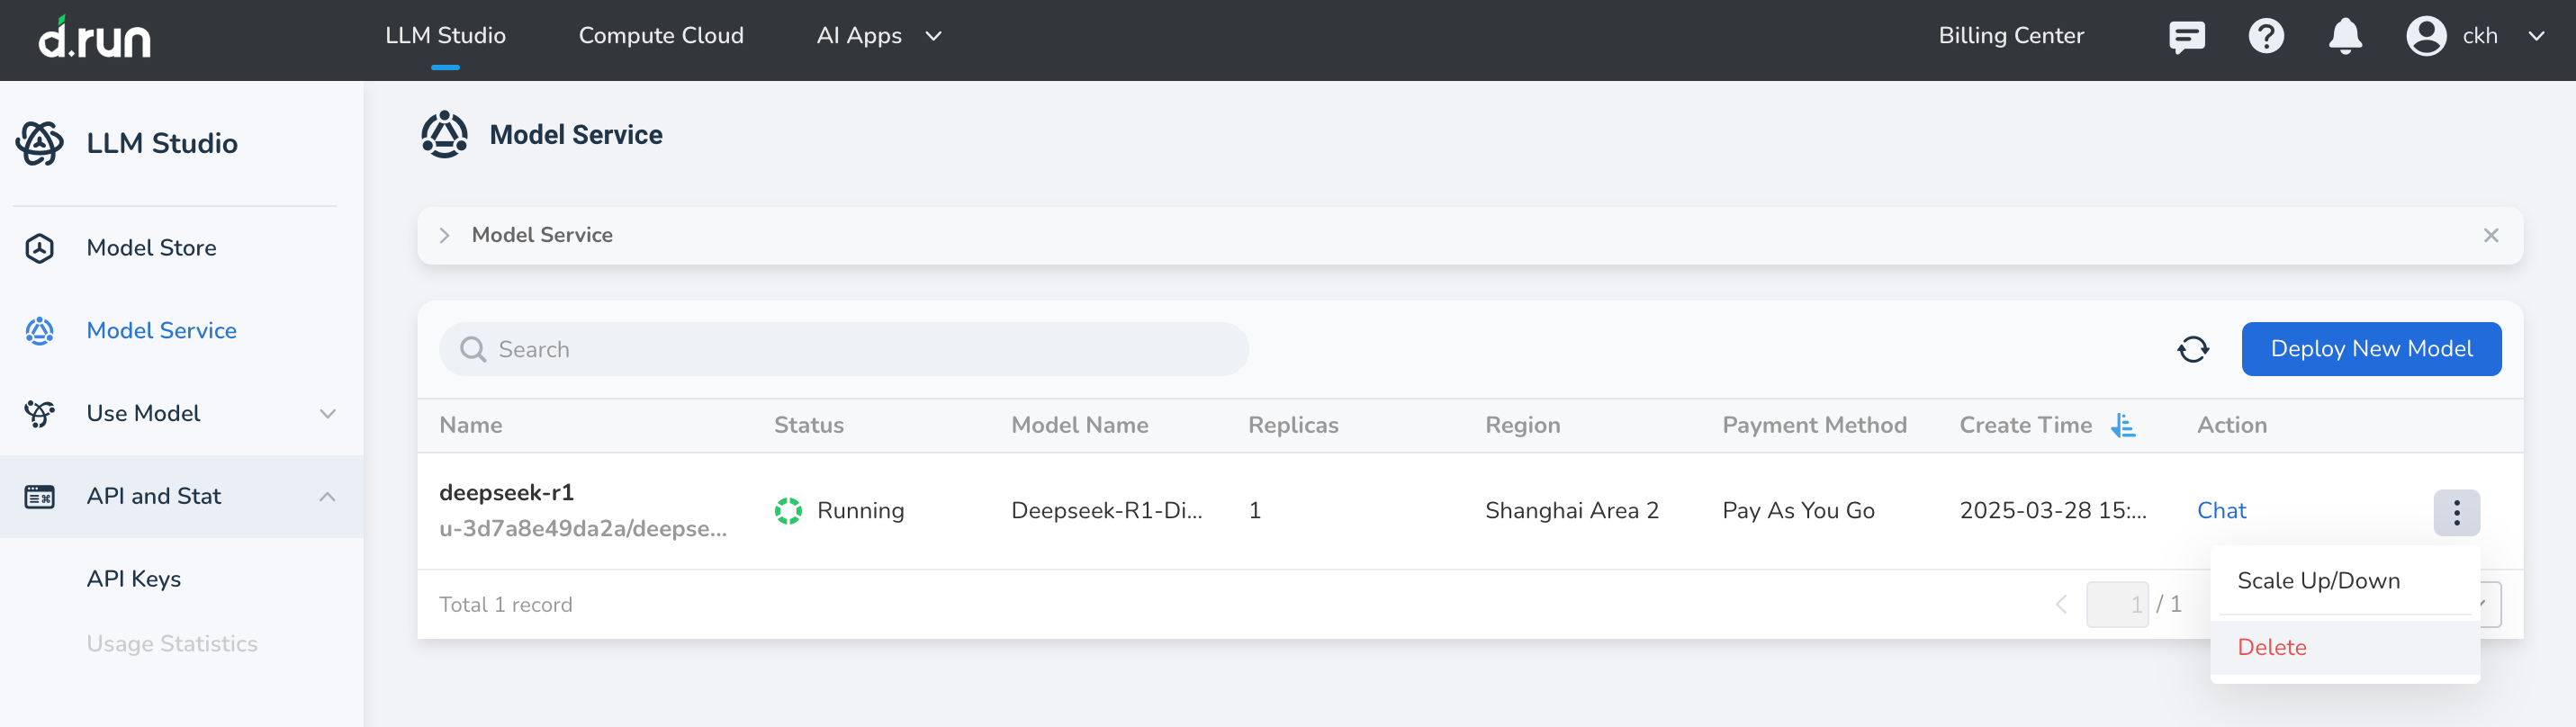 d.run
LLM Studio
Compute Cloud
AI Apps
Billing Center
ckh
LLM Studio
Model Store
Model Service
Use Model
API and Stat
API Keys
Usage Statistics
Model Service
Model Service
Search
Deploy New Model
Name Status Model Name Replicas Region Payment Method Create Time Action
deepseek-r1
u-3d7a8e49da2a/deepse...
Running Deepseek-R1-Di... 1 Shanghai Area 2 Pay As You Go 2025-03-28 15:... Chat
Scale Up/Down
Delete
Total 1 record
1 / 1